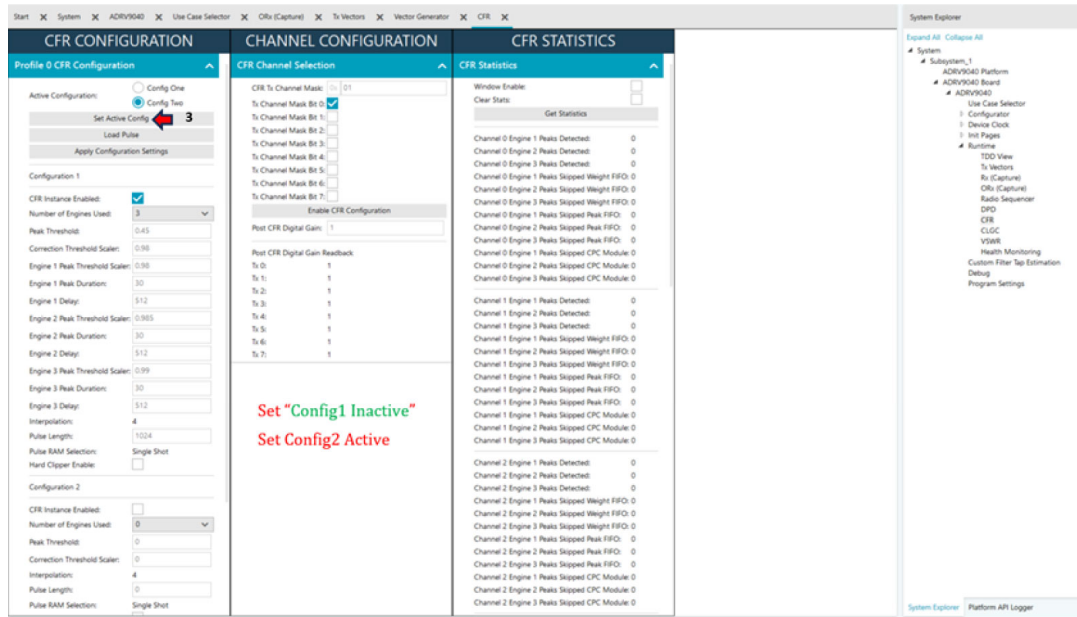 Start X System X ADRV9040 X Use Case Selector X ORx (Capture) X Tx Vectors X Vector Generator X CFR X
CFR CONFIGURATION
Profile 0 CFR Configuration
Active Configuration:
Config One
Config Two
Set Active Config 3
Load Pulse
Apply Configuration Settings
Configuration 1
CFR Instance Enabled:
Number of Engines Used: 3
Peak Threshold: 0.45
Correction Threshold Scaler: 0.98
Engine 1 Peak Threshold Scaler: 0.98
Engine 1 Peak Duration: 30
Engine 1 Delay: 512
Engine 2 Peak Threshold Scaler: 0.985
Engine 2 Peak Duration: 30
Engine 2 Delay: 512
Engine 3 Peak Threshold Scaler: 0.99
Engine 3 Peak Duration: 30
Engine 3 Delay: 512
Interpolation: 4
Pulse Length: 1024
Pulse RAM Selection: Single Shot
Hard Clipper Enable:
Configuration 2
CFR Instance Enabled:
Number of Engines Used: 0
Peak Threshold: 0
Correction Threshold Scaler: 0
Interpolation: 4
Pulse Length: 0
Pulse RAM Selection: Single Shot
CHANNEL CONFIGURATION
CFR Channel Selection
CFR Tx Channel Mask: 0x 01
Tx Channel Mask Bit 0:
Tx Channel Mask Bit 1:
Tx Channel Mask Bit 2:
Tx Channel Mask Bit 3:
Tx Channel Mask Bit 4:
Tx Channel Mask Bit 5:
Tx Channel Mask Bit 6:
Tx Channel Mask Bit 7:
Enable CFR Configuration
Post CFR Digital Gain: 1
Post CFR Digital Gain Readback
Tx 0: 1
Tx 1: 1
Tx 2: 1
Tx 3: 1
Tx 4: 1
Tx 5: 1
Tx 6: 1
Tx 7: 1
Set “Config1 Inactive”
Set Config2 Active
CFR STATISTICS
CFR Statistics
Window Enable:
Clear Stats:
Get Statistics
Channel 0 Engine 1 Peaks Detected: 0
Channel 0 Engine 2 Peaks Detected: 0
Channel 0 Engine 3 Peaks Detected: 0
Channel 0 Engine 1 Peaks Skipped Weight FIFO: 0
Channel 0 Engine 2 Peaks Skipped Weight FIFO: 0
Channel 0 Engine 3 Peaks Skipped Weight FIFO: 0
Channel 0 Engine 1 Peaks Skipped Peak FIFO: 0
Channel 0 Engine 2 Peaks Skipped Peak FIFO: 0
Channel 0 Engine 3 Peaks Skipped Peak FIFO: 0
Channel 0 Engine 1 Peaks Skipped CPC Module: 0
Channel 0 Engine 2 Peaks Skipped CPC Module: 0
Channel 0 Engine 3 Peaks Skipped CPC Module: 0
Channel 1 Engine 1 Peaks Detected: 0
Channel 1 Engine 2 Peaks Detected: 0
Channel 1 Engine 3 Peaks Detected: 0
Channel 1 Engine 1 Peaks Skipped Weight FIFO: 0
Channel 1 Engine 2 Peaks Skipped Weight FIFO: 0
Channel 1 Engine 3 Peaks Skipped Weight FIFO: 0
Channel 1 Engine 1 Peaks Skipped Peak FIFO: 0
Channel 1 Engine 2 Peaks Skipped Peak FIFO: 0
Channel 1 Engine 3 Peaks Skipped Peak FIFO: 0
Channel 1 Engine 1 Peaks Skipped CPC Module: 0
Channel 1 Engine 2 Peaks Skipped CPC Module: 0
Channel 1 Engine 3 Peaks Skipped CPC Module: 0
Channel 2 Engine 1 Peaks Detected: 0
Channel 2 Engine 2 Peaks Detected: 0
Channel 2 Engine 3 Peaks Detected: 0
Channel 2 Engine 1 Peaks Skipped Weight FIFO: 0
Channel 2 Engine 2 Peaks Skipped Weight FIFO: 0
Channel 2 Engine 3 Peaks Skipped Weight FIFO: 0
Channel 2 Engine 1 Peaks Skipped Peak FIFO: 0
Channel 2 Engine 2 Peaks Skipped Peak FIFO: 0
Channel 2 Engine 3 Peaks Skipped Peak FIFO: 0
Channel 2 Engine 1 Peaks Skipped CPC Module: 0
Channel 2 Engine 2 Peaks Skipped CPC Module: 0
Channel 2 Engine 3 Peaks Skipped CPC Module: 0
System Explorer
Expand All Collapse All
System
Subsystem_1
ADRV9040 Platform
ADRV9040 Board
ADRV9040
Use Case Selector
Configurator
Device Clock
Init Pages
Runtime
TDD View
Tx Vectors
Rx (Capture)
ORx (Capture)
Radio Sequencer
DPD
CFR
CLGC
VSWR
Health Monitoring
Custom Filter Tap Estimation
Debug
Program Settings
System Explorer Platform API Logger